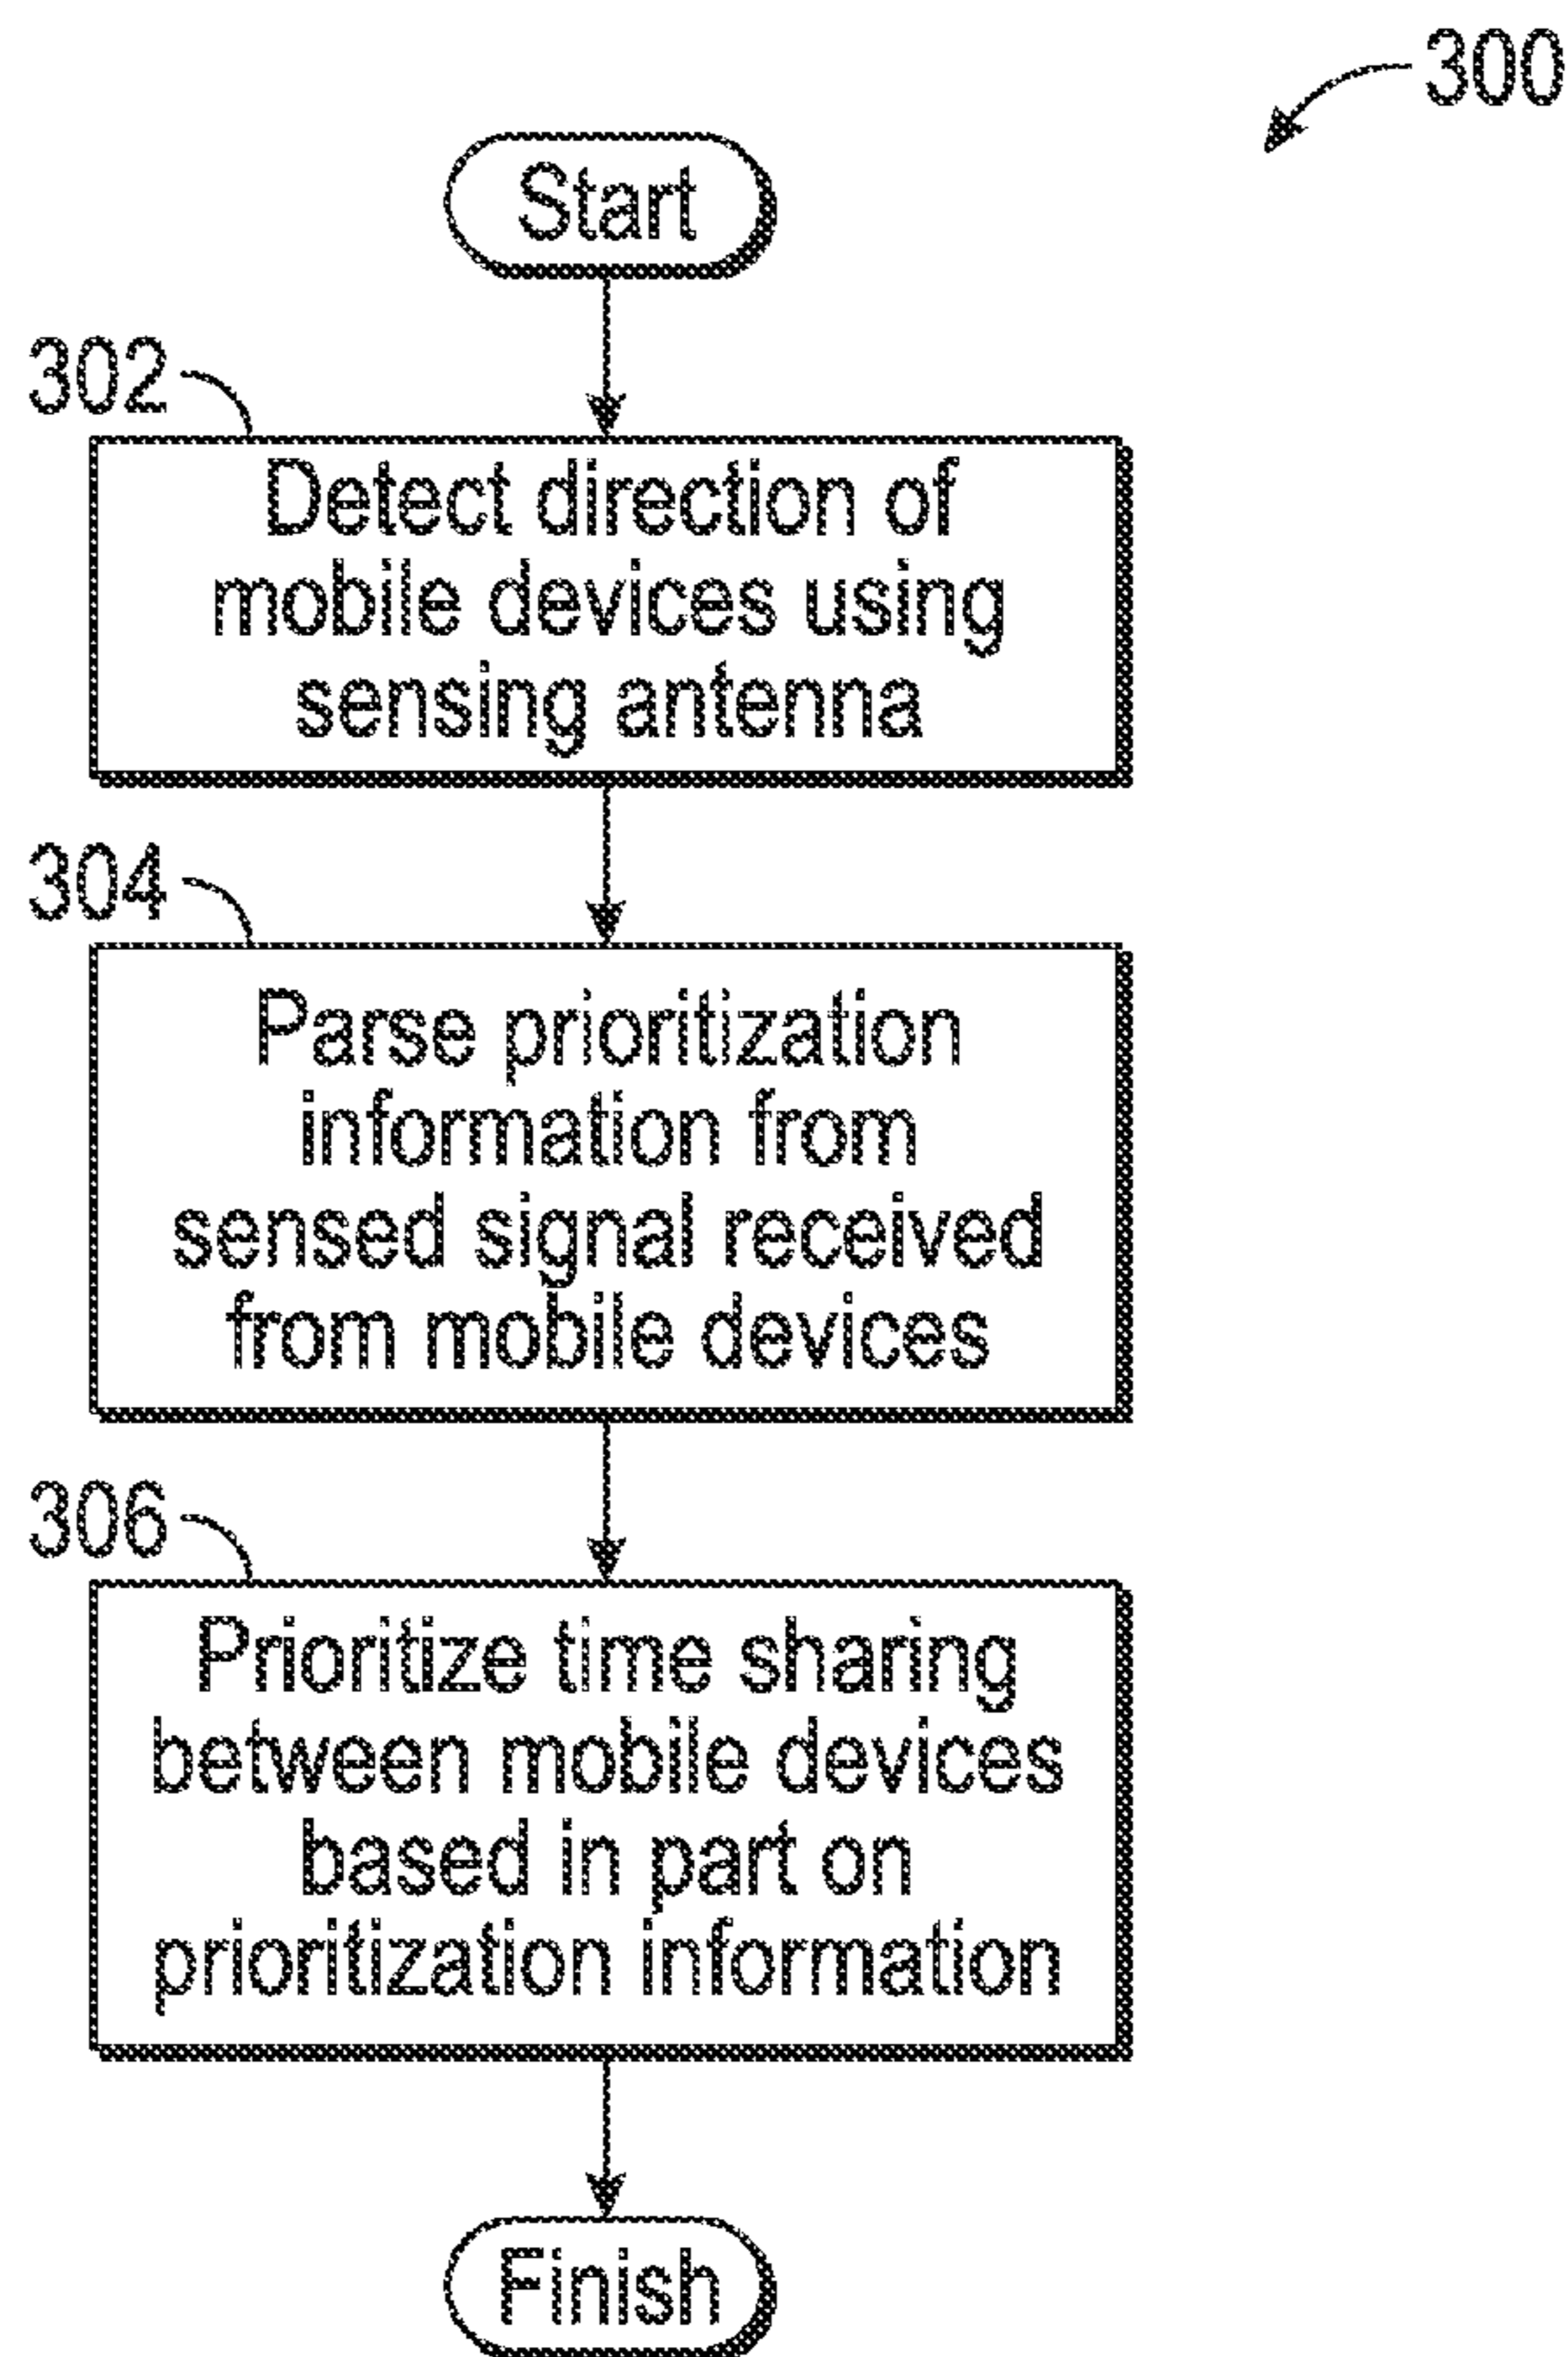 300
Start
302
Detect direction of
mobile devices using
sensing antenna
304
Parse prioritization
information from
sensed signal received
from mobile devices
306
Prioritize time sharing
between mobile devices
based in part on
prioritization information
Finish